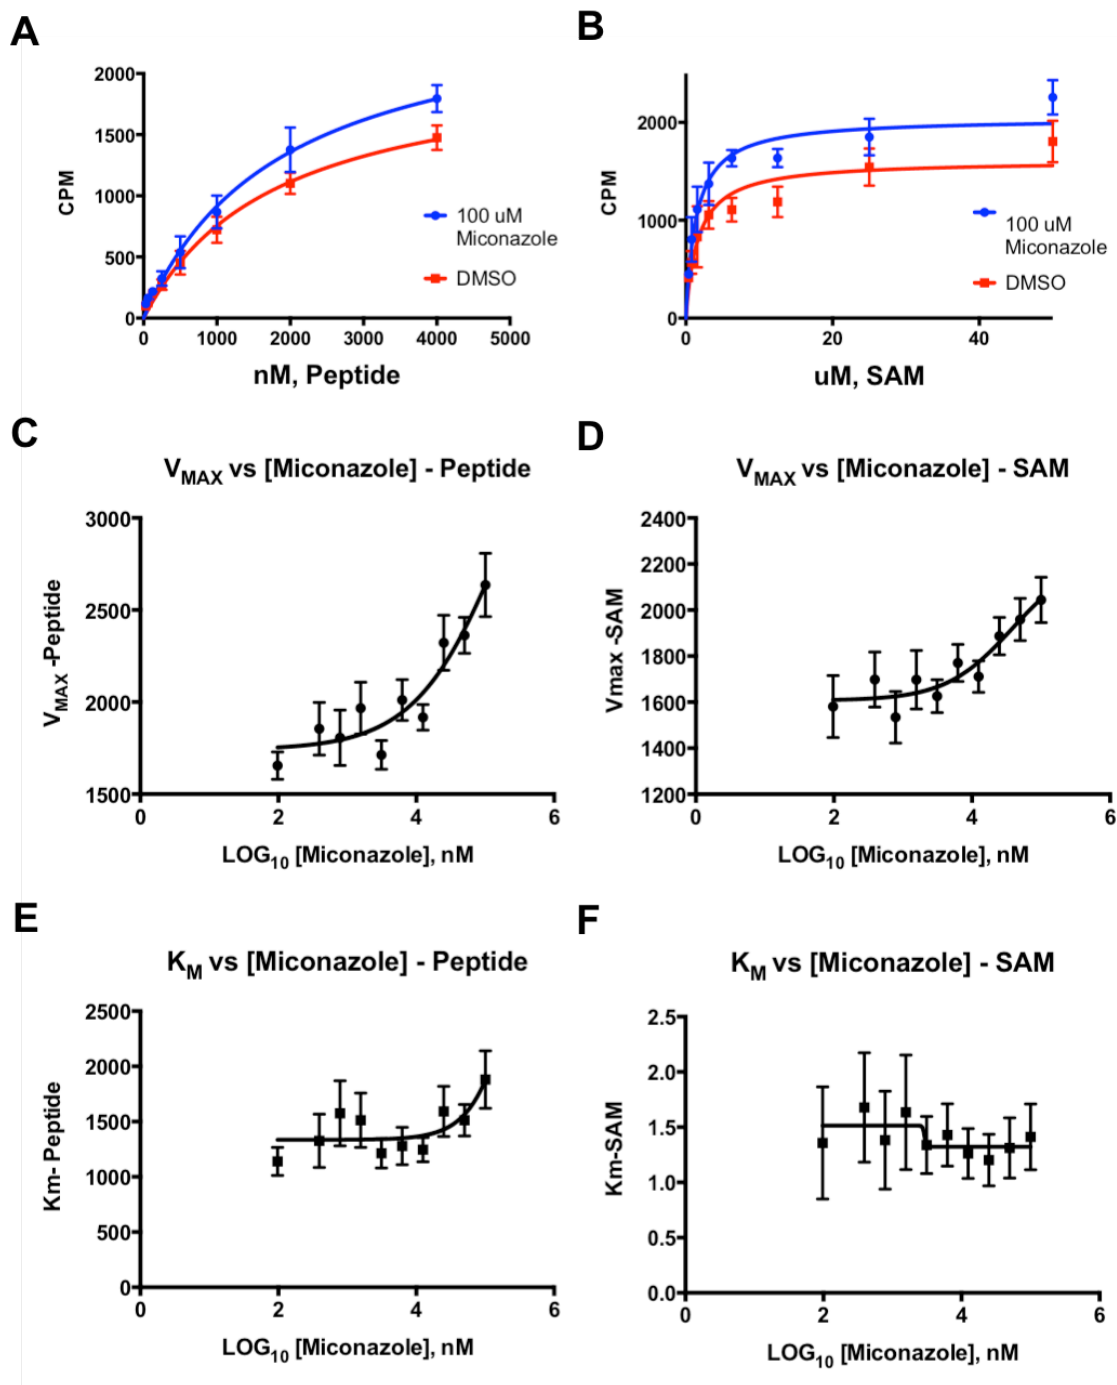 A
B
CPM
2000
1500
1000
500
0
0
1000
2000
3000
4000
5000
100 uM
Miconazole
DMSO
nM, Peptide
CPM
2000
1000
0
0
20
40
100 uM
Miconazole
DMSO
uM, SAM
C
D
VMAX vs [Miconazole] - Peptide
VMAX -Peptide
3000
2500
2000
1500
0
2
4
6
LOG10 [Miconazole], nM
VMAX vs [Miconazole] - SAM
Vmax -SAM
2400
2200
2000
1800
1600
1400
1200
0
2
4
6
LOG10 [Miconazole], nM
E
F
KM vs [Miconazole] - Peptide
Km- Peptide
2500
2000
1500
1000
500
0
0
2
4
6
LOG10 [Miconazole], nM
KM vs [Miconazole] - SAM
Km-SAM
2.5
2.0
1.5
1.0
0.5
0.0
0
2
4
6
LOG10 [Miconazole], nM